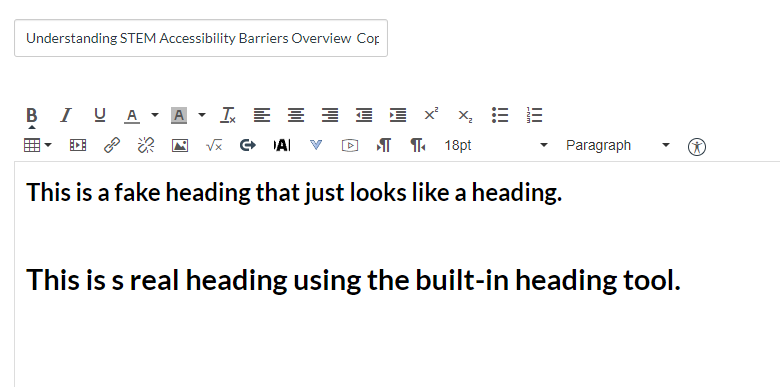 Understanding STEM Accessibility Barriers Overview Cop
B I U A A Ix x² x₂
√x A 18pt Paragraph
This is a fake heading that just looks like a heading.
This is s real heading using the built-in heading tool.